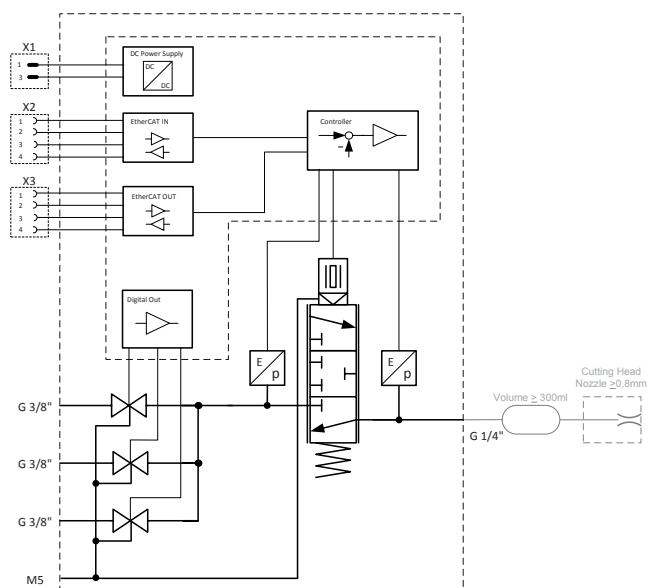 X1
1
3
DC Power Supply
DC
DC
X2
1
2
3
4
EtherCAT IN
Controller
X3
1
2
3
4
EtherCAT OUT
Digital Out
E
p
E
p
Cutting Head
Nozzle ≥0,8mm
Volume ≥ 300ml
G 3/8"
G 1/4"
G 3/8"
G 3/8"
M5